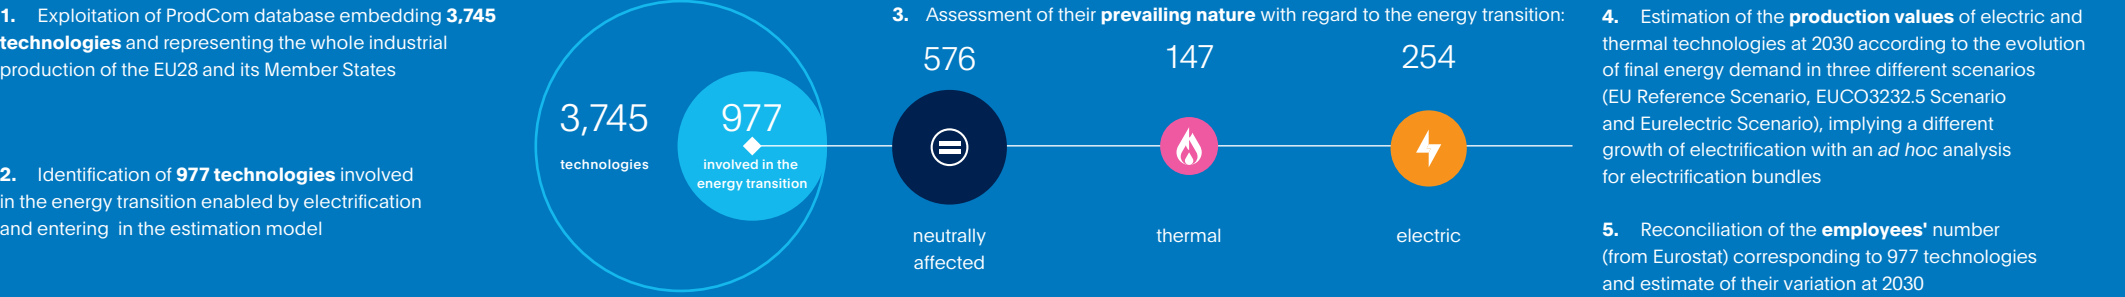 1. Exploitation of ProdCom database embedding 3,745
technologies and representing the whole industrial
production of the EU28 and its Member States
2. Identification of 977 technologies involved
in the energy transition enabled by electrification
and entering in the estimation model
3,745
technologies
977
involved in the
energy transition
3. Assessment of their prevailing nature with regard to the energy transition:
576
neutrally
affected
147
thermal
254
electric
4. Estimation of the production values of electric and
thermal technologies at 2030 according to the evolution
of final energy demand in three different scenarios
(EU Reference Scenario, EUCO3232.5 Scenario
and Eurelectric Scenario), implying a different
growth of electrification with an ad hoc analysis
for electrification bundles
5. Reconciliation of the employees' number
(from Eurostat) corresponding to 977 technologies
and estimate of their variation at 2030